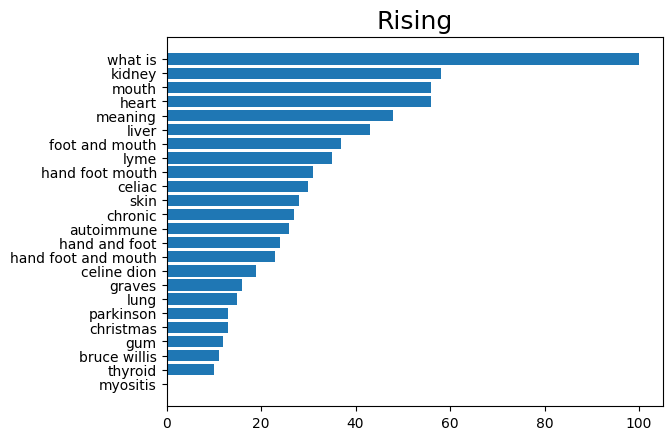 Rising
what is
kidney
mouth
heart
meaning
liver
foot and mouth
lyme
hand foot mouth
celiac
skin
chronic
autoimmune
hand and foot
hand foot and mouth
celine dion
graves
lung
parkinson
christmas
gum
bruce willis
thyroid
myositis
0 20 40 60 80 100